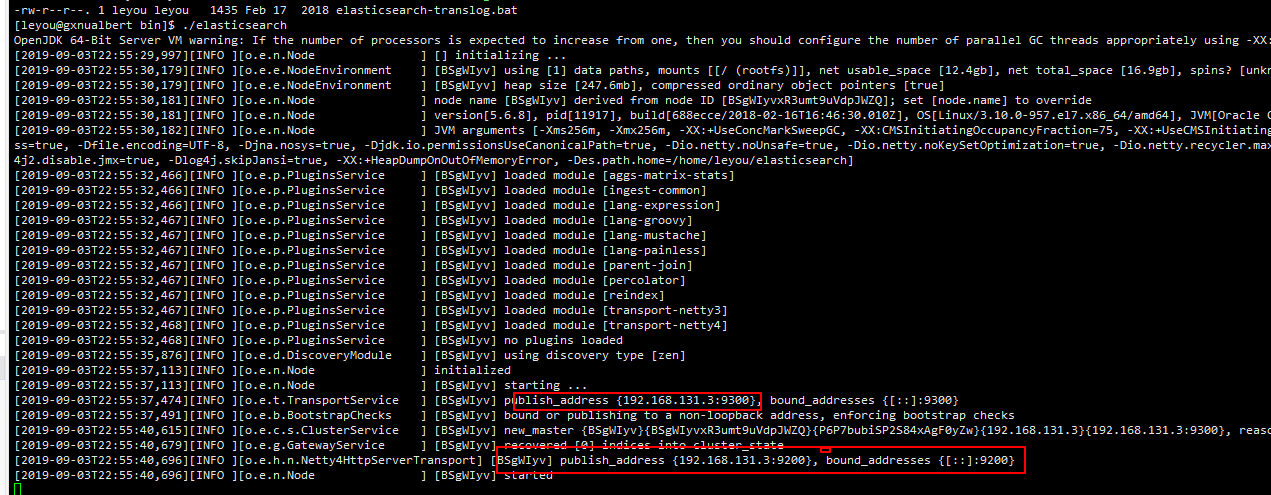 -rw-r--r--. 1 leyou leyou   1435 Feb 17  2018 elasticsearch-translog.bat
[leyou@gxnualbert bin]$ ./elasticsearch
OpenJDK 64-Bit Server VM warning: If the number of processors is expected to increase from one, then you should configure the number of parallel GC threads appropriately using -XX:
[2019-09-03T22:55:29,997][INFO ][o.e.n.Node               ] [] initializing ...
[2019-09-03T22:55:30,179][INFO ][o.e.e.NodeEnvironment    ] [BSgWIyv] using [1] data paths, mounts [[/ (rootfs)]], net usable_space [12.4gb], net total_space [16.9gb], spins? [unkn
[2019-09-03T22:55:30,179][INFO ][o.e.e.NodeEnvironment    ] [BSgWIyv] heap size [247.6mb], compressed ordinary object pointers [true]
[2019-09-03T22:55:30,181][INFO ][o.e.n.Node               ] node name [BSgWIyv] derived from node ID [BSgWIyvxR3umt9uVdpJWZQ]; set [node.name] to override
[2019-09-03T22:55:30,181][INFO ][o.e.n.Node               ] version[5.6.8], pid[11917], build[688ecce/2018-02-16T16:46:30.010Z], OS[Linux/3.10.0-957.el7.x86_64/amd64], JVM[Oracle C
[2019-09-03T22:55:30,182][INFO ][o.e.n.Node               ] JVM arguments [-Xms256m, -Xmx256m, -XX:+UseConcMarkSweepGC, -XX:CMSInitiatingOccupancyFraction=75, -XX:+UseCMSInitiating
ss=true, -Dfile.encoding=UTF-8, -Djna.nosys=true, -Djdk.io.permissionsUseCanonicalPath=true, -Dio.netty.noUnsafe=true, -Dio.netty.noKeySetOptimization=true, -Dio.netty.recycler.max
4j2.disable.jmx=true, -Dlog4j.skipJansi=true, -XX:+HeapDumpOnOutOfMemoryError, -Des.path.home=/home/leyou/elasticsearch]
[2019-09-03T22:55:32,466][INFO ][o.e.p.PluginsService     ] [BSgWIyv] loaded module [aggs-matrix-stats]
[2019-09-03T22:55:32,466][INFO ][o.e.p.PluginsService     ] [BSgWIyv] loaded module [ingest-common]
[2019-09-03T22:55:32,466][INFO ][o.e.p.PluginsService     ] [BSgWIyv] loaded module [lang-expression]
[2019-09-03T22:55:32,467][INFO ][o.e.p.PluginsService     ] [BSgWIyv] loaded module [lang-groovy]
[2019-09-03T22:55:32,467][INFO ][o.e.p.PluginsService     ] [BSgWIyv] loaded module [lang-mustache]
[2019-09-03T22:55:32,467][INFO ][o.e.p.PluginsService     ] [BSgWIyv] loaded module [lang-painless]
[2019-09-03T22:55:32,467][INFO ][o.e.p.PluginsService     ] [BSgWIyv] loaded module [parent-join]
[2019-09-03T22:55:32,467][INFO ][o.e.p.PluginsService     ] [BSgWIyv] loaded module [percolator]
[2019-09-03T22:55:32,467][INFO ][o.e.p.PluginsService     ] [BSgWIyv] loaded module [reindex]
[2019-09-03T22:55:32,467][INFO ][o.e.p.PluginsService     ] [BSgWIyv] loaded module [transport-netty3]
[2019-09-03T22:55:32,468][INFO ][o.e.p.PluginsService     ] [BSgWIyv] loaded module [transport-netty4]
[2019-09-03T22:55:32,468][INFO ][o.e.p.PluginsService     ] [BSgWIyv] no plugins loaded
[2019-09-03T22:55:35,876][INFO ][o.e.d.DiscoveryModule    ] [BSgWIyv] using discovery type [zen]
[2019-09-03T22:55:37,113][INFO ][o.e.n.Node               ] initialized
[2019-09-03T22:55:37,113][INFO ][o.e.n.Node               ] [BSgWIyv] starting ...
[2019-09-03T22:55:37,474][INFO ][o.e.t.TransportService   ] [BSgWIyv] publish_address {192.168.131.3:9300}, bound_addresses {[::]:9300}
[2019-09-03T22:55:37,491][INFO ][o.e.b.BootstrapChecks    ] [BSgWIyv] bound or publishing to a non-loopback address, enforcing bootstrap checks
[2019-09-03T22:55:40,615][INFO ][o.e.c.s.ClusterService   ] [BSgWIyv] new_master {BSgWIyv}{BSgWIyvxR3umt9uVdpJWZQ}{P6P7bubiSP2S84xAgF0yZw}{192.168.131.3}{192.168.131.3:9300}, reaso
[2019-09-03T22:55:40,679][INFO ][o.e.g.GatewayService     ] [BSgWIyv] recovered [0] indices into cluster_state
[2019-09-03T22:55:40,696][INFO ][o.e.h.n.Netty4HttpServerTransport] [BSgWIyv] publish_address {192.168.131.3:9200}, bound_addresses {[::]:9200}
[2019-09-03T22:55:40,696][INFO ][o.e.n.Node               ] [BSgWIyv] started